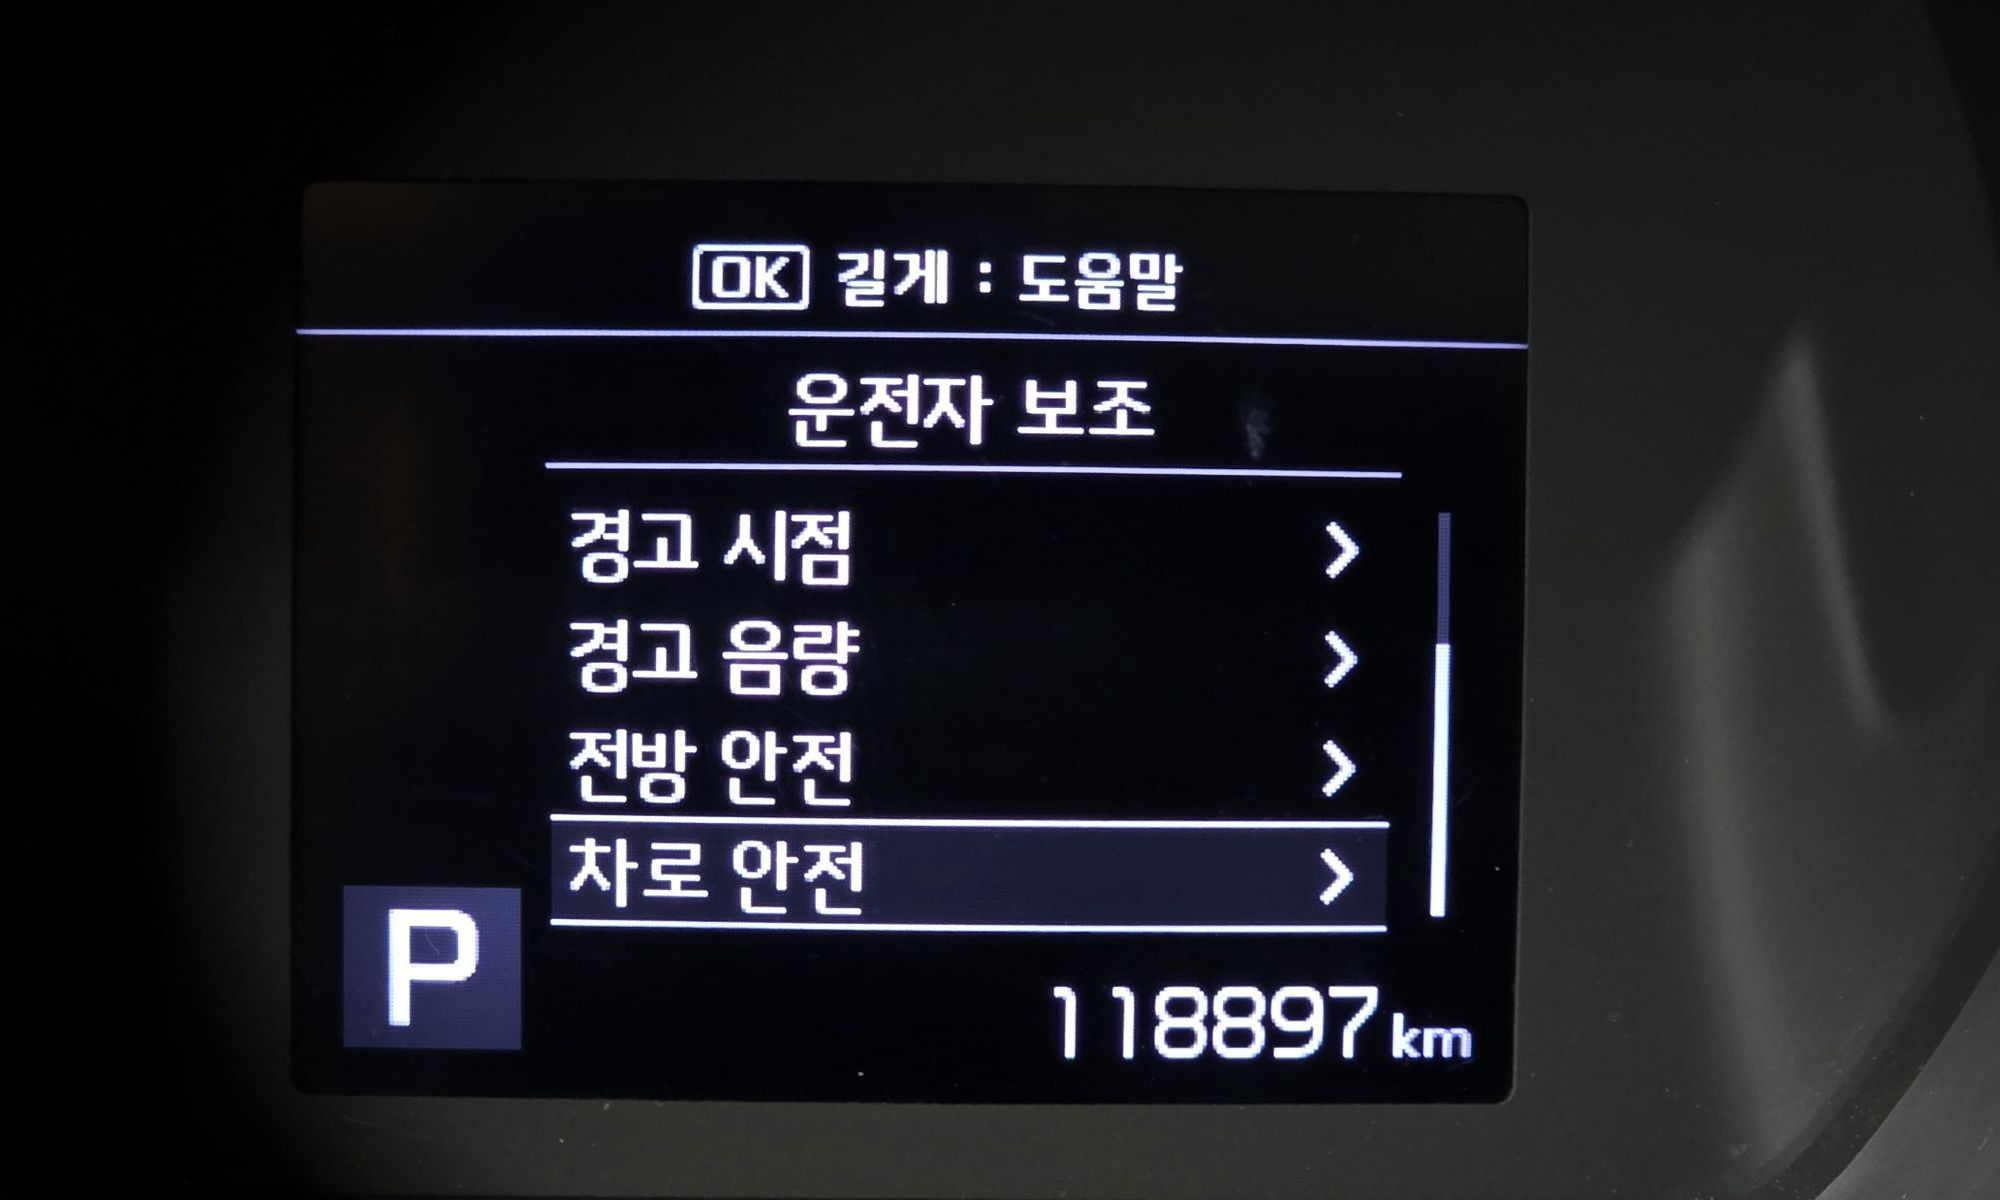 OK 길게 : 도움말
운전자 보조
경고 시점
경고 음량
전방 안전
차로 안전
P
118897 km